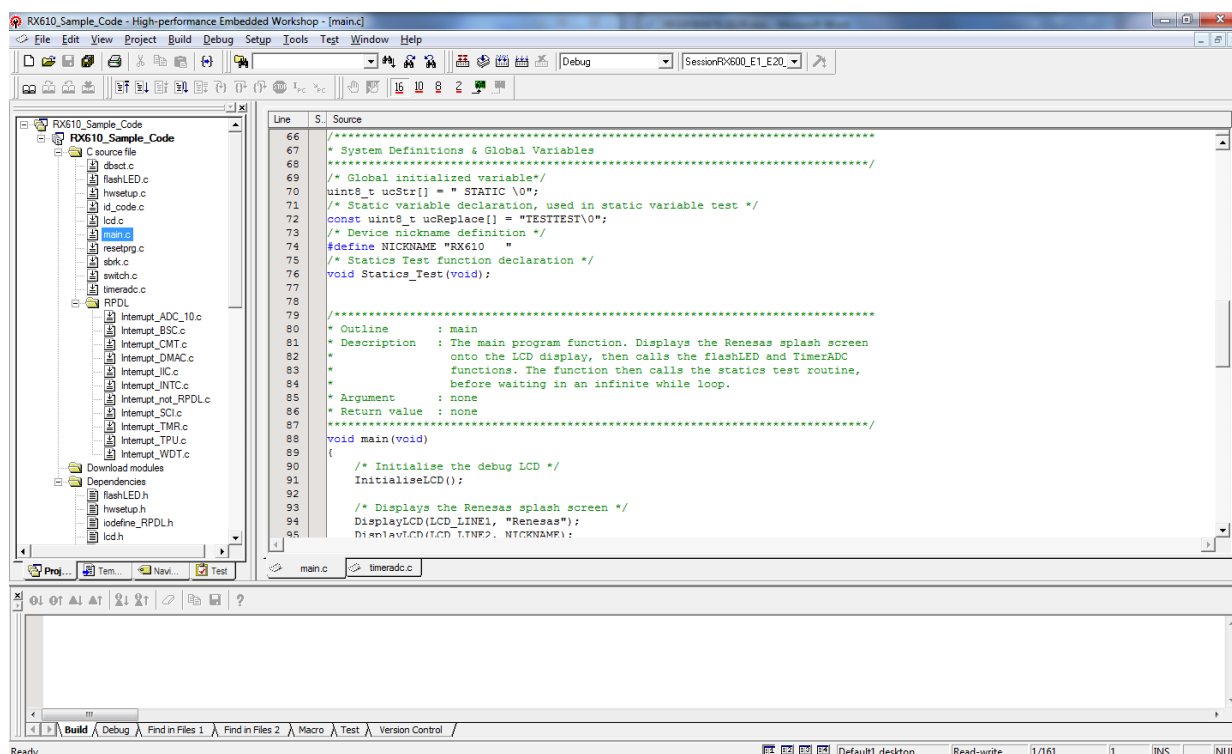 RX610_Sample_Code - High-performance Embedded Workshop - [main.c]
File Edit View Project Build Debug Setup Tools Test Window Help
Debug SessionRX600_E1_E20_
16 10 8 2
RX610_Sample_Code
RX610_Sample_Code
C source file
dbsct.c
flashLED.c
hwsetup.c
id_code.c
lcd.c
main.c
resetprg.c
sbrk.c
switch.c
timeradc.c
RPDL
Interrupt_ADC_10.c
Interrupt_BSC.c
Interrupt_CMT.c
Interrupt_DMAC.c
Interrupt_IIC.c
Interrupt_INTC.c
Interrupt_not_RPDL.c
Interrupt_SCI.c
Interrupt_TMR.c
Interrupt_TPU.c
Interrupt_WDT.c
Download modules
Dependencies
flashLED.h
hwsetup.h
iodefine_RPDL.h
lcd.h
Proj... Tem... Navi... Test
Line S.. Source
66 /*******************************************************************************
67 * System Definitions & Global Variables
68 *******************************************************************************/
69 /* Global initialized variable*/
70 uint8_t ucStr[] = " STATIC \0";
71 /* Static variable declaration, used in static variable test */
72 const uint8_t ucReplace[] = "TESTTEST\0";
73 /* Device nickname definition */
74 #define NICKNAME "RX610   "
75 /* Statics Test function declaration */
76 void Statics_Test(void);
77
78
79 /*******************************************************************************
80 * Outline      : main
81 * Description  : The main program function. Displays the Renesas splash screen
82 *                onto the LCD display, then calls the flashLED and TimerADC
83 *                functions. The function then calls the statics test routine,
84 *                before waiting in an infinite while loop.
85 * Argument     : none
86 * Return value : none
87 *******************************************************************************/
88 void main(void)
89 {
90     /* Initialise the debug LCD */
91     InitialiseLCD();
92
93     /* Displays the Renesas splash screen */
94     DisplayLCD(LCD_LINE1, "Renesas");
95     DisplayLCD(LCD_LINE2, NICKNAME);
main.c timeradc.c
Build Debug Find in Files 1 Find in Files 2 Macro Test Version Control
Ready Default1 desktop Read-write 1/161 1 INS NU